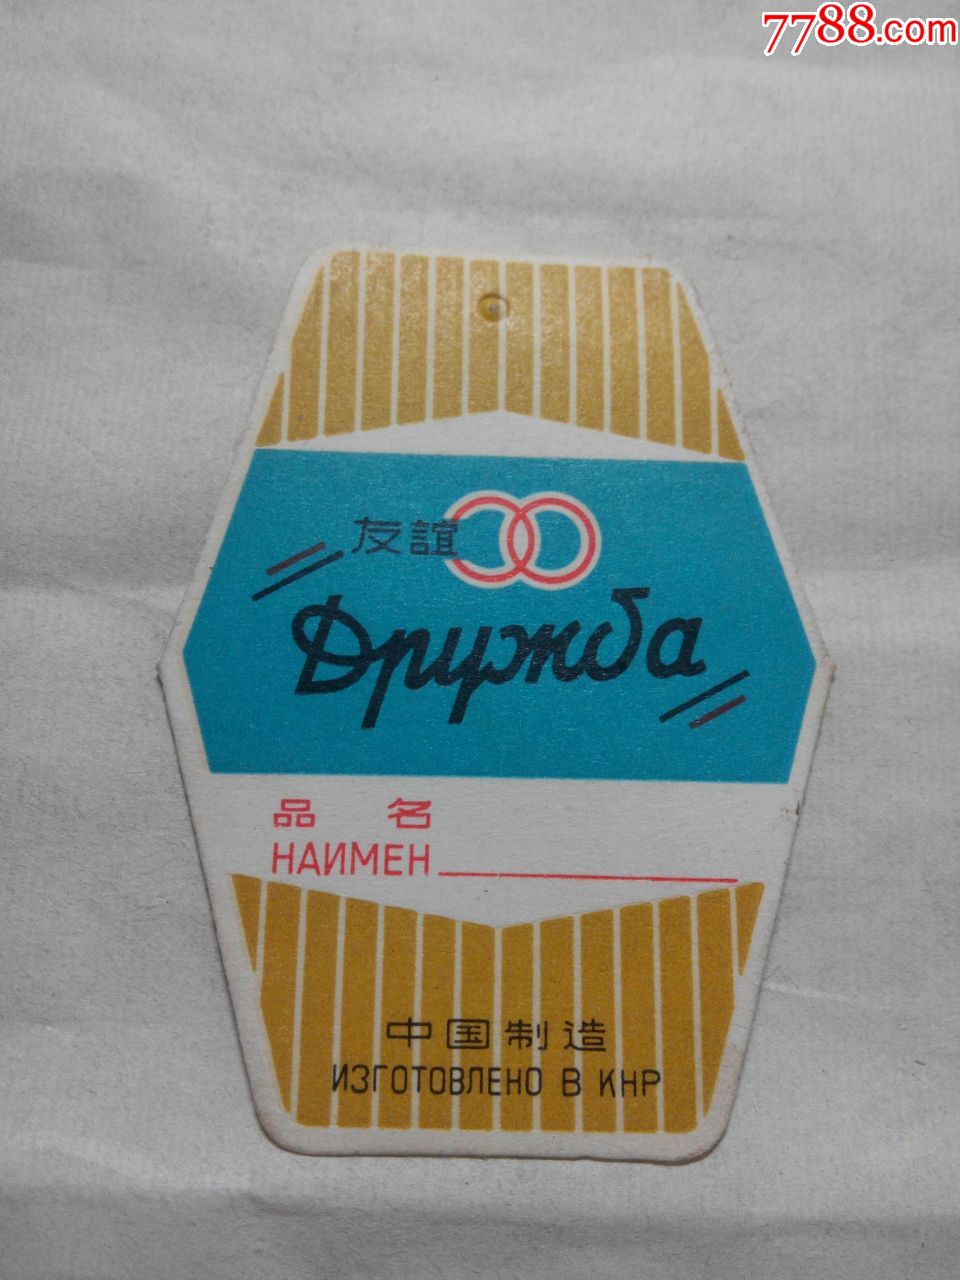 7788.com
友誼
Дружба
品 名
НАИМЕН
中国制造
ИЗГОТОВЛЕНО В КНР